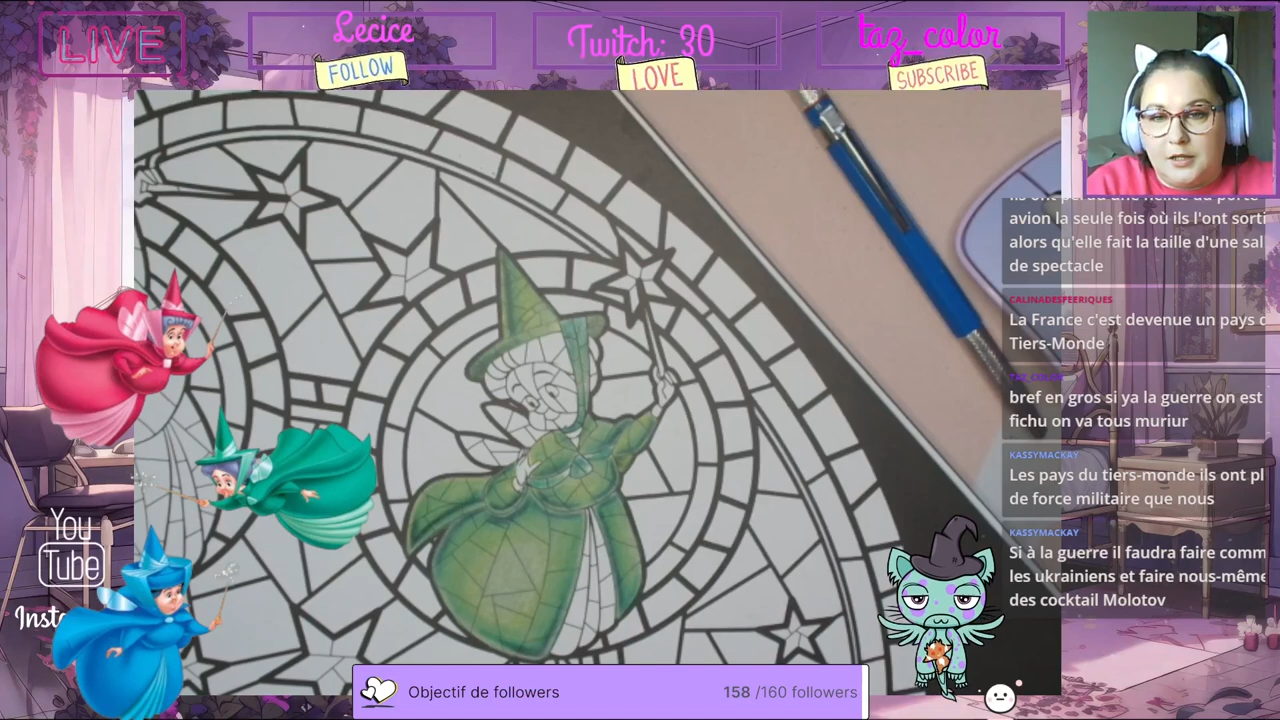 LIVE
Lecice
Twitch: 30
taz_color
FOLLOW
LOVE
SUBSCRIBE
avion la seule fois où ils l'ont sorti
alors qu'elle fait la taille d'une sal
de spectacle
CALINADESFEERIQUES
La France c'est devenue un pays d
Tiers-Monde
TAZ_COLOR
bref en gros si ya la guerre on est
fichu on va tous muriur
KASSYMACKAY
Les pays du tiers-monde ils ont pl
de force militaire que nous
KASSYMACKAY
Si à la guerre il faudra faire comm
les ukrainiens et faire nous-même
des cocktail Molotov
You
Tube
Insta
Objectif de followers
158 /160 followers